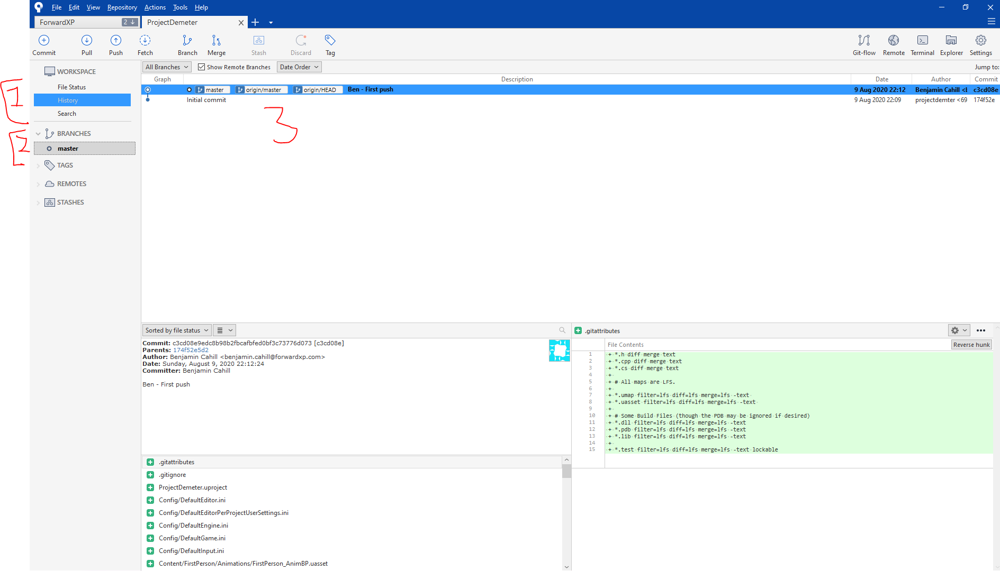 File Edit View Repository Actions Tools Help
ForwardXP 2 ProjectDemeter
Commit Pull Push Fetch Branch Merge Stash Discard Tag Git-flow Remote Terminal Explorer Settings
WORKSPACE
File Status
History
Search
BRANCHES
master
TAGS
REMOTES
STASHES
1
2
3
All Branches Show Remote Branches Date Order Jump to:
Graph Description Date Author Commit
master origin/master origin/HEAD Ben - First push 9 Aug 2020 22:12 Benjamin Cahill < c3cd08e
Initial commit 9 Aug 2020 22:09 projectdemter <69 174f52e
Sorted by file status
Commit: c3cd08e9edc8b98b2fbcafbfed0bf3c73776d073 [c3cd08e]
Parents: 174f52e5d2
Author: Benjamin Cahill <benjamin.cahill@forwardxp.com>
Date: Sunday, August 9, 2020 22:12:24
Committer: Benjamin Cahill
Ben - First push
.gitattributes
.gitignore
ProjectDemeter.uproject
Config/DefaultEditor.ini
Config/DefaultEditorPerProjectUserSettings.ini
Config/DefaultEngine.ini
Config/DefaultGame.ini
Config/DefaultInput.ini
Content/FirstPerson/Animations/FirstPerson_AnimBP.uasset
.gitattributes
File Contents Reverse hunk
1 + *.h diff merge text
2 + *.cpp diff merge text
3 + *.cs diff merge text
4 +
5 + # All maps are LFS.
6 +
7 + *.umap filter=lfs diff=lfs merge=lfs -text
8 + *.uasset filter=lfs diff=lfs merge=lfs -text
9 +
10 + # Some Build Files (though the PDB may be ignored if desired)
11 + *.dll filter=lfs diff=lfs merge=lfs -text
12 + *.pdb filter=lfs diff=lfs merge=lfs -text
13 + *.lib filter=lfs diff=lfs merge=lfs -text
14 +
15 + *.test filter=lfs diff=lfs merge=lfs -text lockable